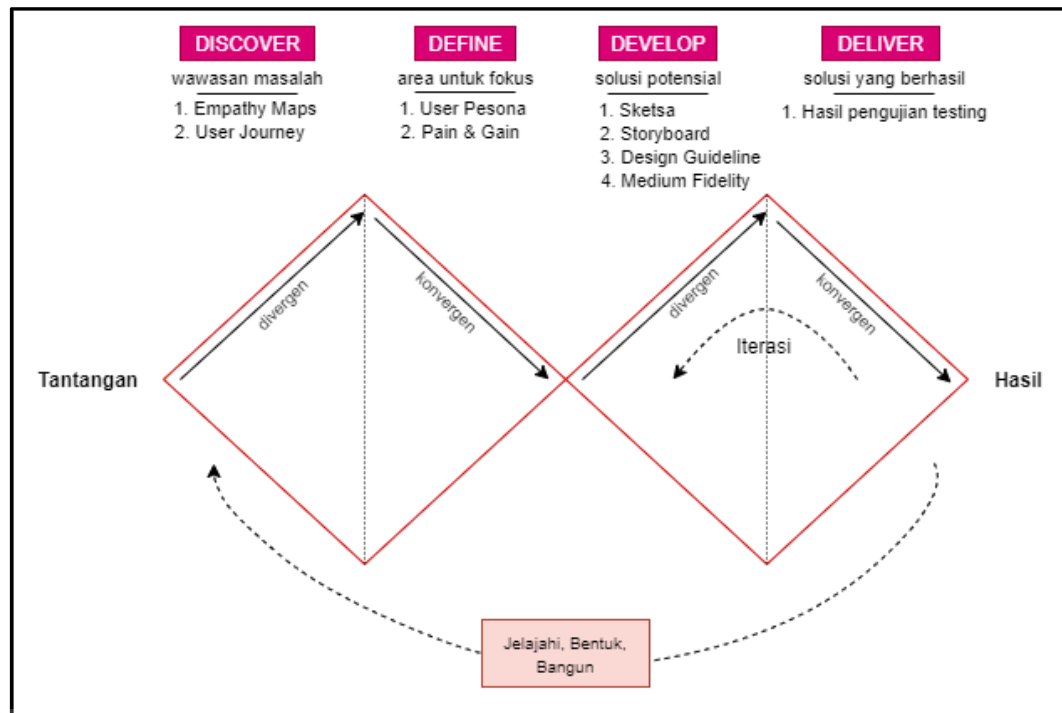 DISCOVER
wawasan masalah
1. Empathy Maps
2. User Journey
DEFINE
area untuk fokus
1. User Pesona
2. Pain & Gain
DEVELOP
solusi potensial
1. Sketsa
2. Storyboard
3. Design Guideline
4. Medium Fidelity
DELIVER
solusi yang berhasil
1. Hasil pengujian testing
Tantangan
divergen
konvergen
divergen
konvergen
Iterasi
Hasil
Jelajahi, Bentuk,
Bangun